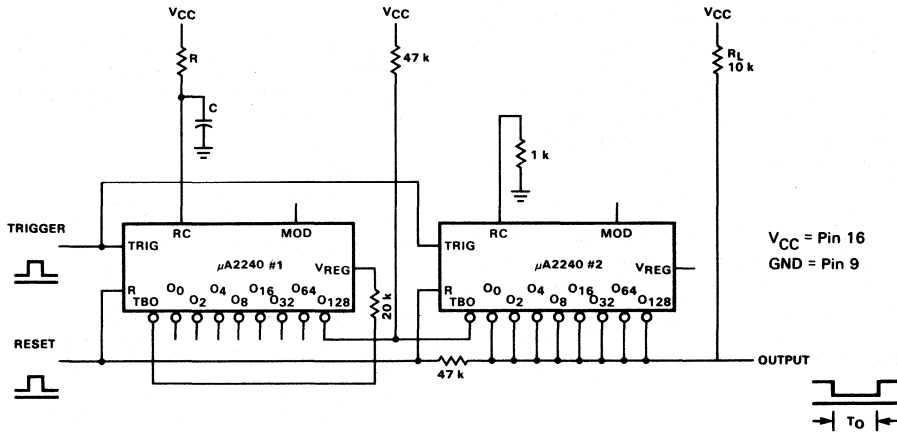 VCC VCC VCC
R 47 k RL
10 k
C
1 k
TRIGGER RC MOD RC MOD
TRIG TRIG VCC = Pin 16
μA2240 #1 μA2240 #2 GND = Pin 9
VREG VREG
R O0 O4 O16 O64 R O0 O4 O16 O64
TBO O2 O8 O32 O128 20 k TBO O2 O8 O32 O128
RESET OUTPUT
47 k
TO